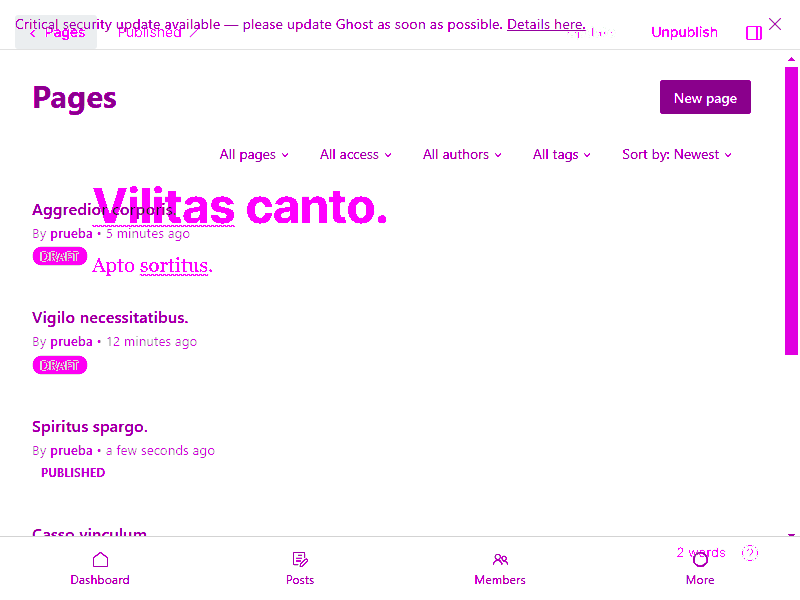 Critical security update available — please update Ghost as soon as possible. Details here.
Pages Published Unpublish
Pages
New page
All pages All access All authors All tags Sort by: Newest
Vilitas canto.
Aggredior corporis.
By prueba • 5 minutes ago
DRAFT
Apto sortitus.
Vigilo necessitatibus.
By prueba • 12 minutes ago
DRAFT
Spiritus spargo.
By prueba • a few seconds ago
PUBLISHED
Casso vinculum.
2 words
Dashboard Posts Members More